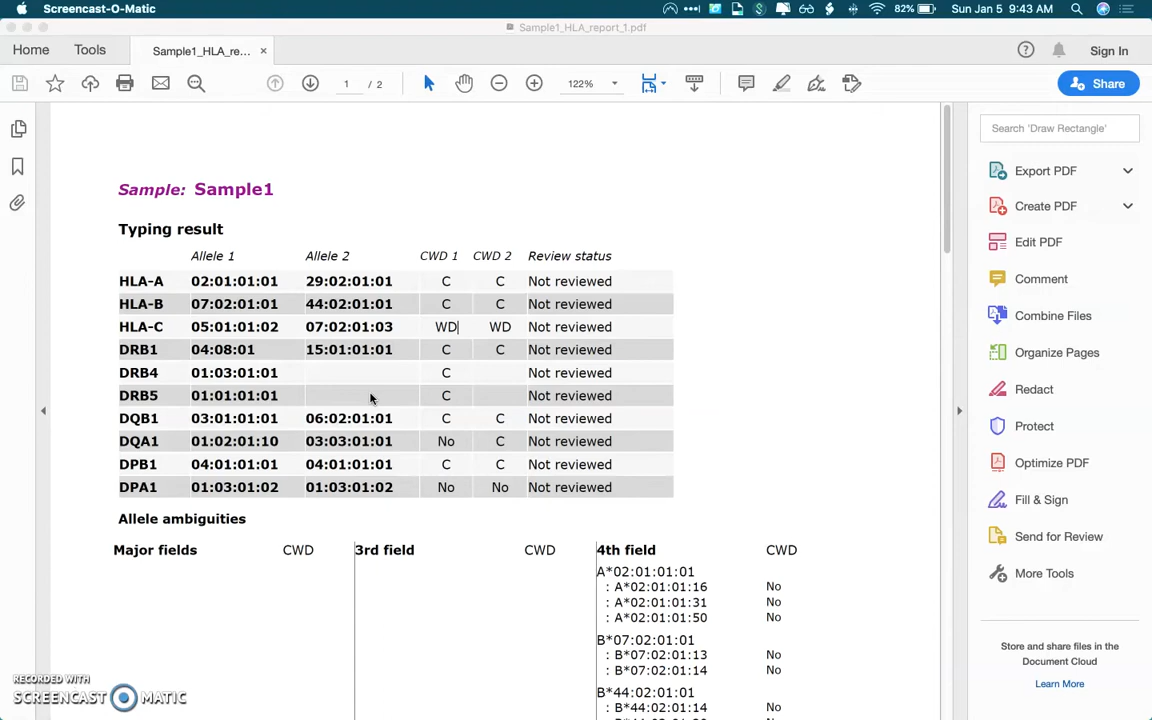 Screencast-O-Matic 82% Sun Jan 5 9:43 AM
Sample1_HLA_report_1.pdf
Home Tools Sample1_HLA_re... × Sign In
1 / 2 122% Share
Search 'Draw Rectangle'
Export PDF
Create PDF
Edit PDF
Comment
Combine Files
Organize Pages
Redact
Protect
Optimize PDF
Fill & Sign
Send for Review
More Tools
Store and share files in the
Document Cloud
Learn More
Sample: Sample1
Typing result
Allele 1 Allele 2 CWD 1 CWD 2 Review status
HLA-A 02:01:01:01 29:02:01:01 C C Not reviewed
HLA-B 07:02:01:01 44:02:01:01 C C Not reviewed
HLA-C 05:01:01:02 07:02:01:03 WD WD Not reviewed
DRB1 04:08:01 15:01:01:01 C C Not reviewed
DRB4 01:03:01:01 C Not reviewed
DRB5 01:01:01:01 C Not reviewed
DQB1 03:01:01:01 06:02:01:01 C C Not reviewed
DQA1 01:02:01:10 03:03:01:01 No C Not reviewed
DPB1 04:01:01:01 04:01:01:01 C C Not reviewed
DPA1 01:03:01:02 01:03:01:02 No No Not reviewed
Allele ambiguities
Major fields CWD 3rd field CWD 4th field CWD
A*02:01:01:01
: A*02:01:01:16 No
: A*02:01:01:31 No
: A*02:01:01:50 No
B*07:02:01:01
: B*07:02:01:13 No
: B*07:02:01:14 No
B*44:02:01:01
: B*44:02:01:14 No
RECORDED WITH
SCREENCAST-O-MATIC